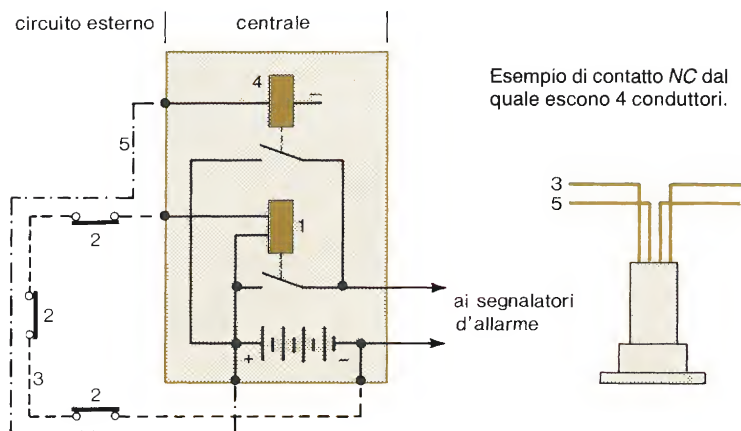 circuito esterno
centrale
Esempio di contatto NC dal
quale escono 4 conduttori.
4
–
5
3
5
2
1
2
ai segnalatori
d'allarme
+
–
3
2